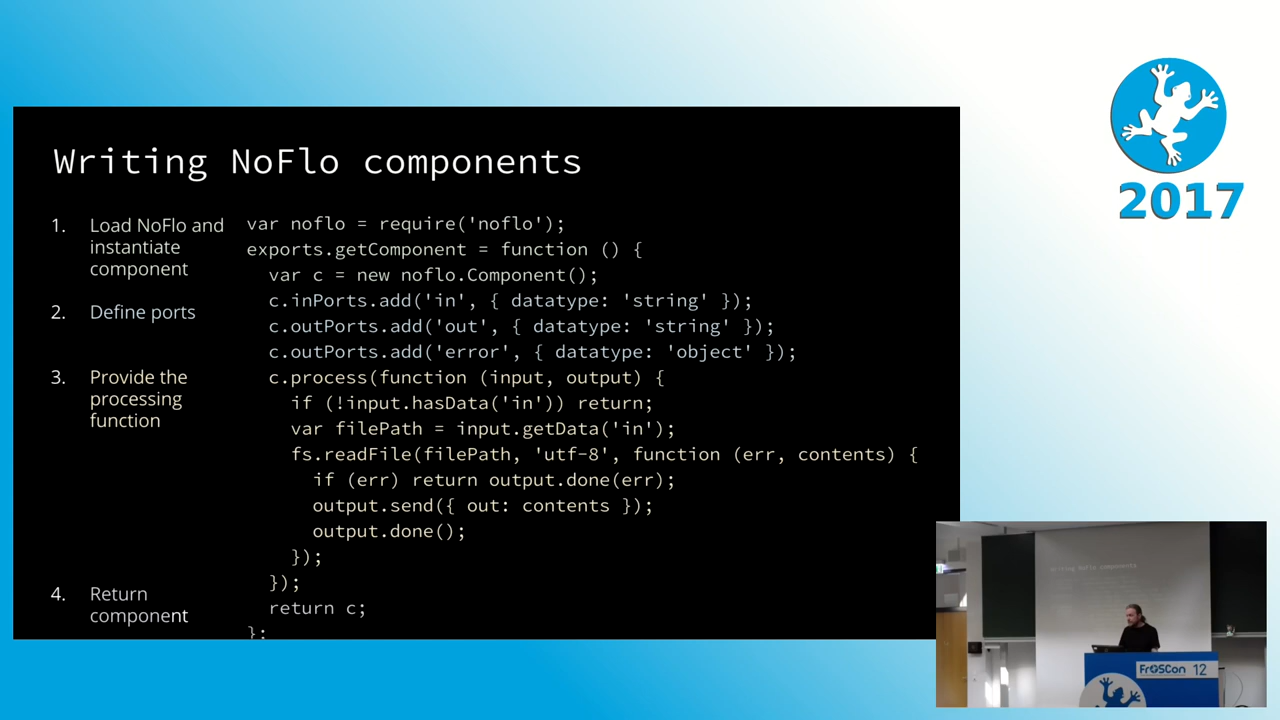 2017
Writing NoFlo components
1. Load NoFlo and
instantiate
component
2. Define ports
3. Provide the
processing
function
4. Return
component
var noflo = require('noflo');
exports.getComponent = function () {
var c = new noflo.Component();
c.inPorts.add('in', { datatype: 'string' });
c.outPorts.add('out', { datatype: 'string' });
c.outPorts.add('error', { datatype: 'object' });
c.process(function (input, output) {
if (!input.hasData('in')) return;
var filePath = input.getData('in');
fs.readFile(filePath, 'utf-8', function (err, contents) {
if (err) return output.done(err);
output.send({ out: contents });
output.done();
});
});
return c;
};
Writing NoFlo components
FrOSCon 12